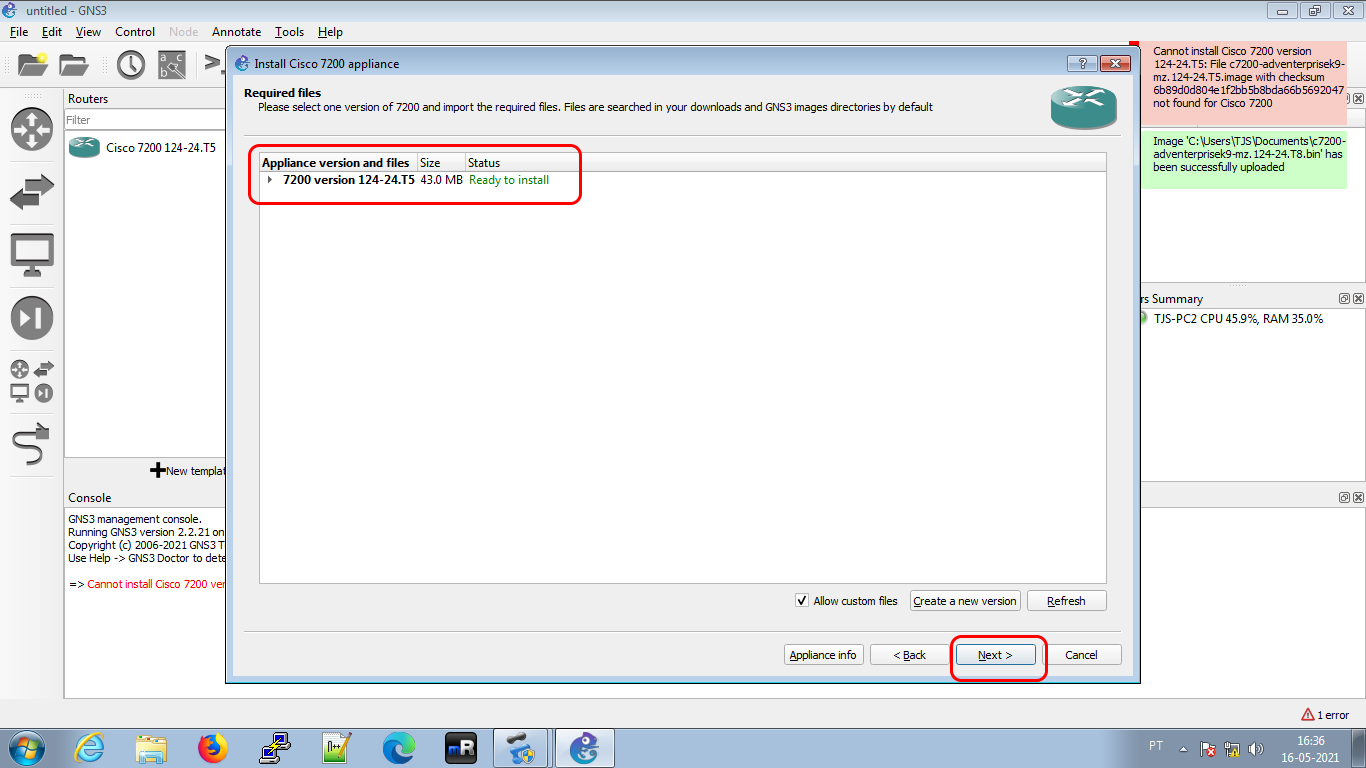 untitled - GNS3
File Edit View Control Node Annotate Tools Help
Install Cisco 7200 appliance
Required files
Please select one version of 7200 and import the required files. Files are searched in your downloads and GNS3 images directories by default
Appliance version and files Size Status
7200 version 124-24.T5 43.0 MB Ready to install
Allow custom files Create a new version Refresh
Appliance info < Back Next > Cancel
Routers
Filter
Cisco 7200 124-24.T5
New templat
Console
GNS3 management console.
Running GNS3 version 2.2.21 on
Copyright (c) 2006-2021 GNS3 T
Use Help -> GNS3 Doctor to dete
=> Cannot install Cisco 7200 ver
Cannot install Cisco 7200 version
124-24.T5: File c7200-adventerprisek9-
mz.124-24.T5.image with checksum
6b89d0d804e1f2bb5b8bda66b5692047
not found for Cisco 7200
Image 'C:\Users\TJS\Documents\c7200-
adventerprisek9-mz.124-24.T8.bin' has
been successfully uploaded
rs Summary
TJS-PC2 CPU 45.9%, RAM 35.0%
1 error
PT
16:36
16-05-2021